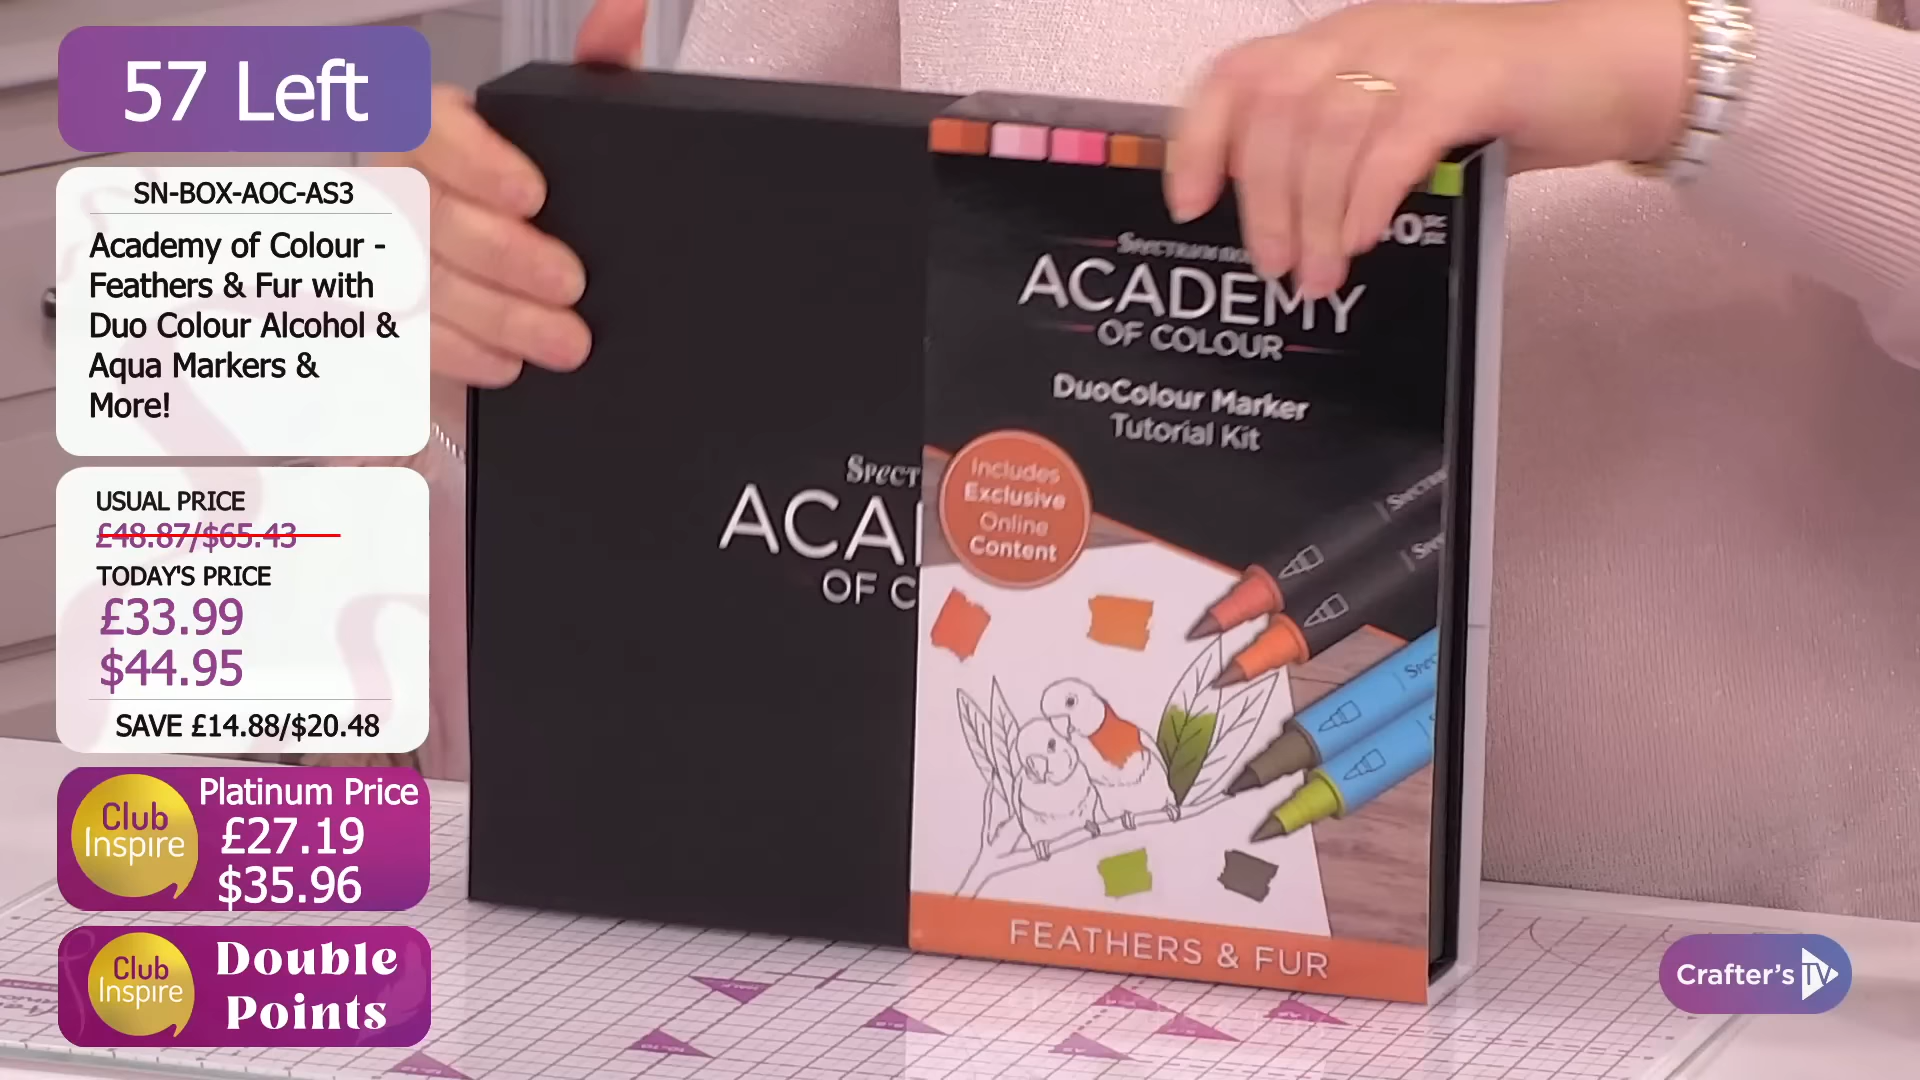 57 Left
SN-BOX-AOC-AS3
Academy of Colour -
Feathers & Fur with
Duo Colour Alcohol &
Aqua Markers &
More!
USUAL PRICE
£48.87/$65.43
TODAY'S PRICE
£33.99
$44.95
SAVE £14.88/$20.48
Club
Inspire
Platinum Price
£27.19
$35.96
Club
Inspire
Double
Points
SPECT
ACA
OF C
ACADEMY
OF COLOUR
DuoColour Marker
Tutorial Kit
Includes
Exclusive
Online
Content
FEATHERS & FUR
Crafter's TV